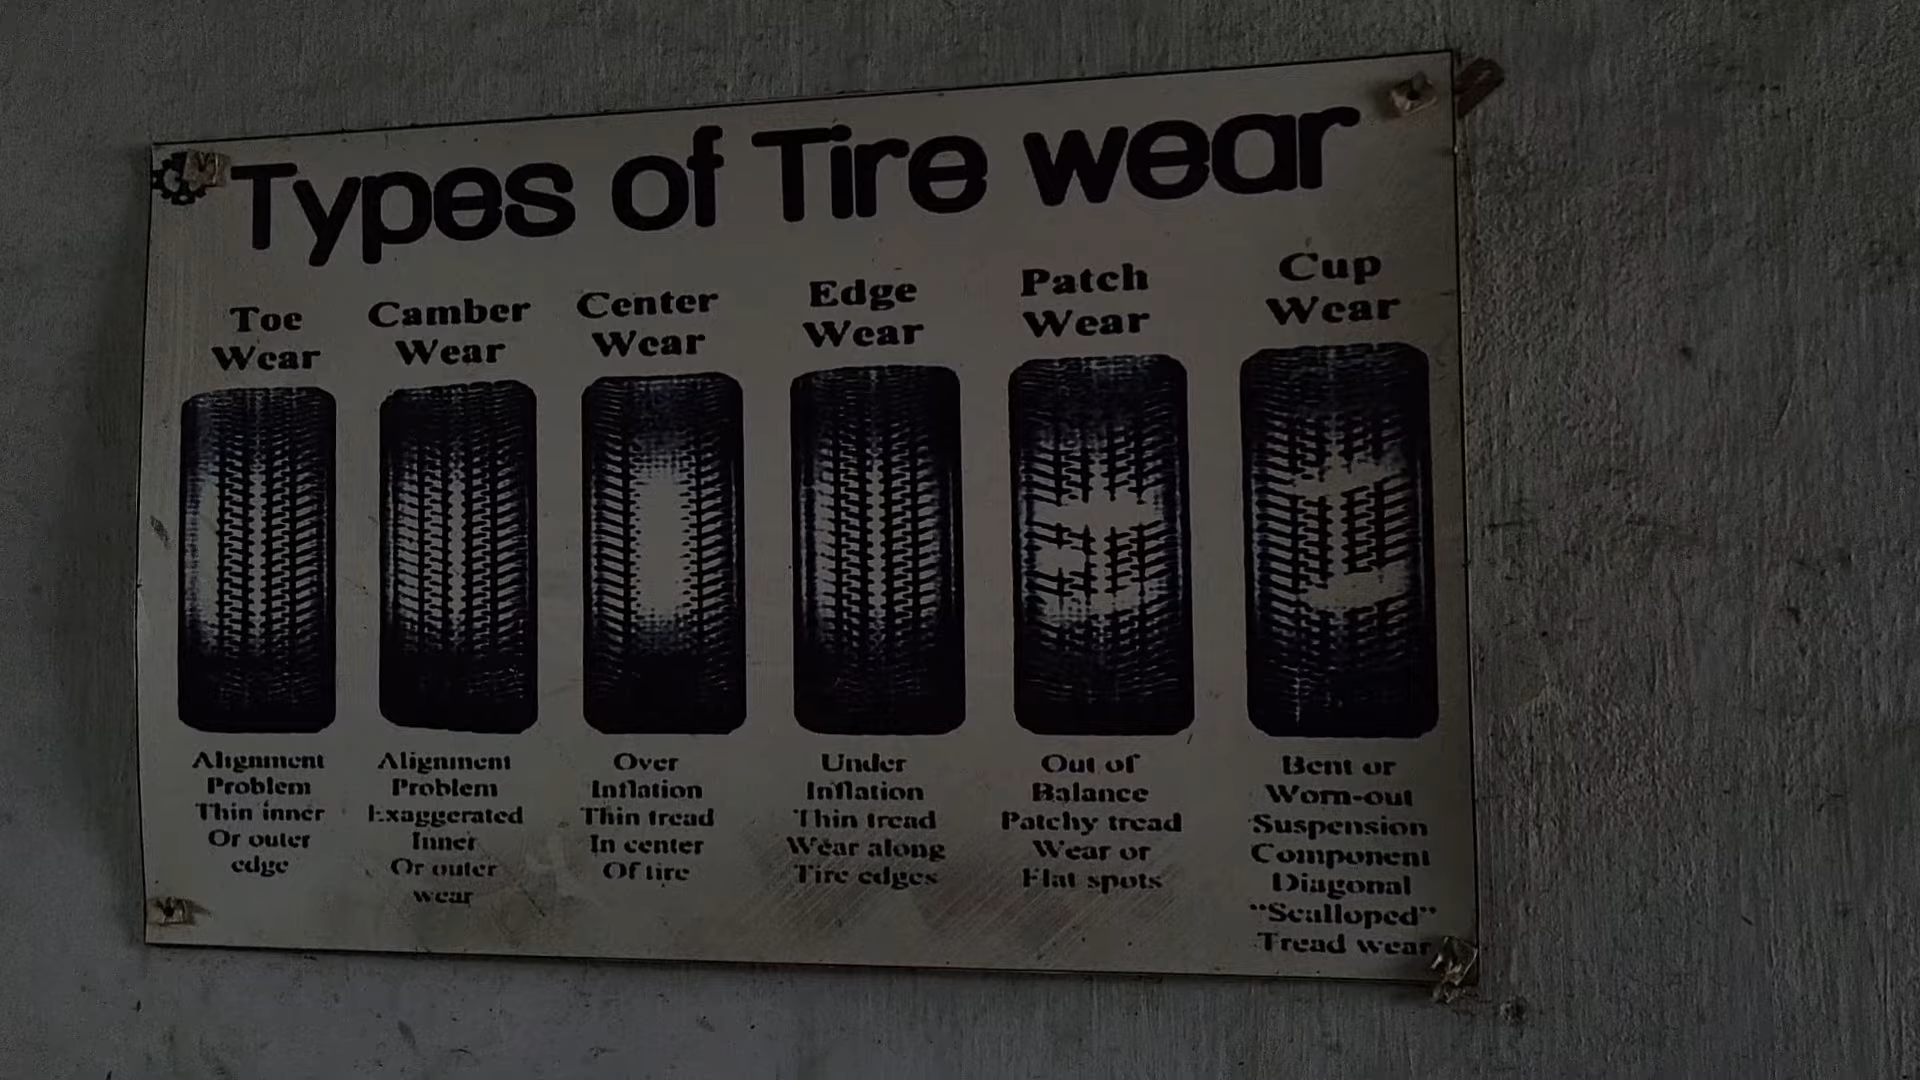 Types of Tire wear
Toe
Wear
Camber
Wear
Center
Wear
Edge
Wear
Patch
Wear
Cup
Wear
Alignment
Problem
Thin inner
Or outer
edge
Alignment
Problem
Exaggerated
Inner
Or outer
wear
Over
Inflation
Thin tread
In center
Of tire
Under
Inflation
Thin tread
Wear along
Tire edges
Out of
Balance
Patchy tread
Wear or
Flat spots
Bent or
Worn-out
Suspension
Component
Diagonal
"Scalloped"
Tread wear